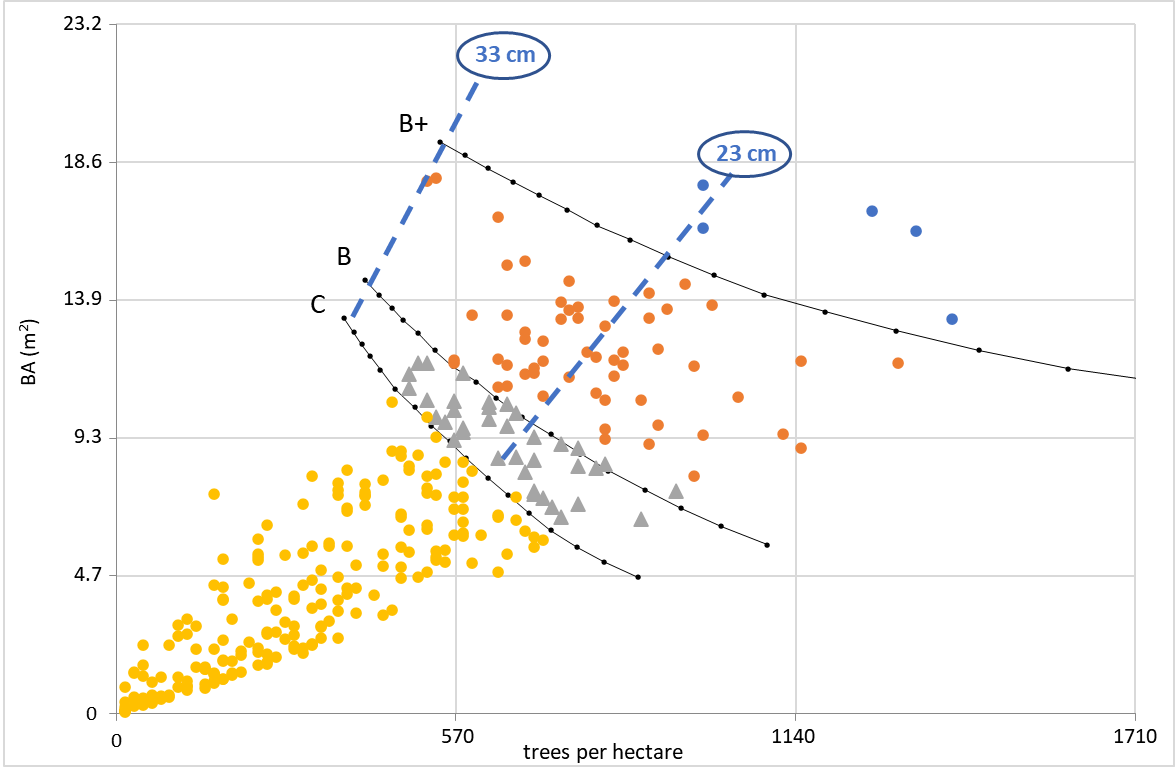 23.2
33 cm
B+
18.6
23 cm
B
13.9
C
BA (m²)
9.3
4.7
0
0
570
1140
1710
trees per hectare